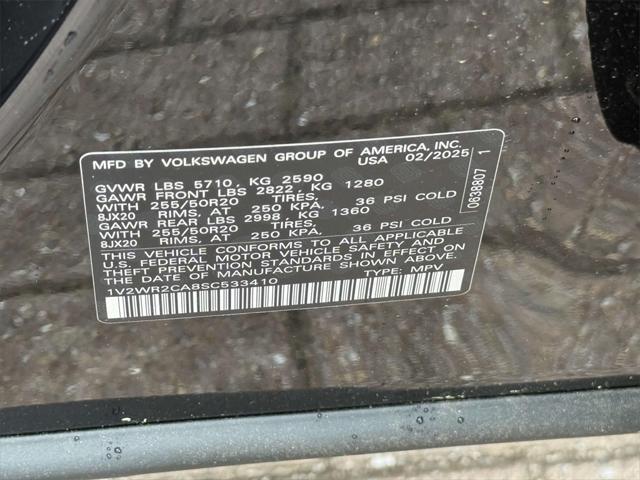 MFD BY VOLKSWAGEN GROUP OF AMERICA, INC.
USA 02/2025
GVWR LBS 5710, KG 2590
GAWR FRONT LBS 2822, KG 1280
WITH 255/50R20 TIRES,
8JX20 RIMS, AT 250 KPA, 36 PSI COLD
GAWR REAR LBS 2998, KG 1360
WITH 255/50R20 TIRES,
8JX20 RIMS, AT 250 KPA, 36 PSI COLD
THIS VEHICLE CONFORMS TO ALL APPLICABLE
U.S. FEDERAL MOTOR VEHICLE SAFETY AND
THEFT PREVENTION STANDARDS IN EFFECT ON
THE DATE OF MANUFACTURE SHOWN ABOVE.
1V2WR2CA8SC533410 TYPE: MPV
0638807 1